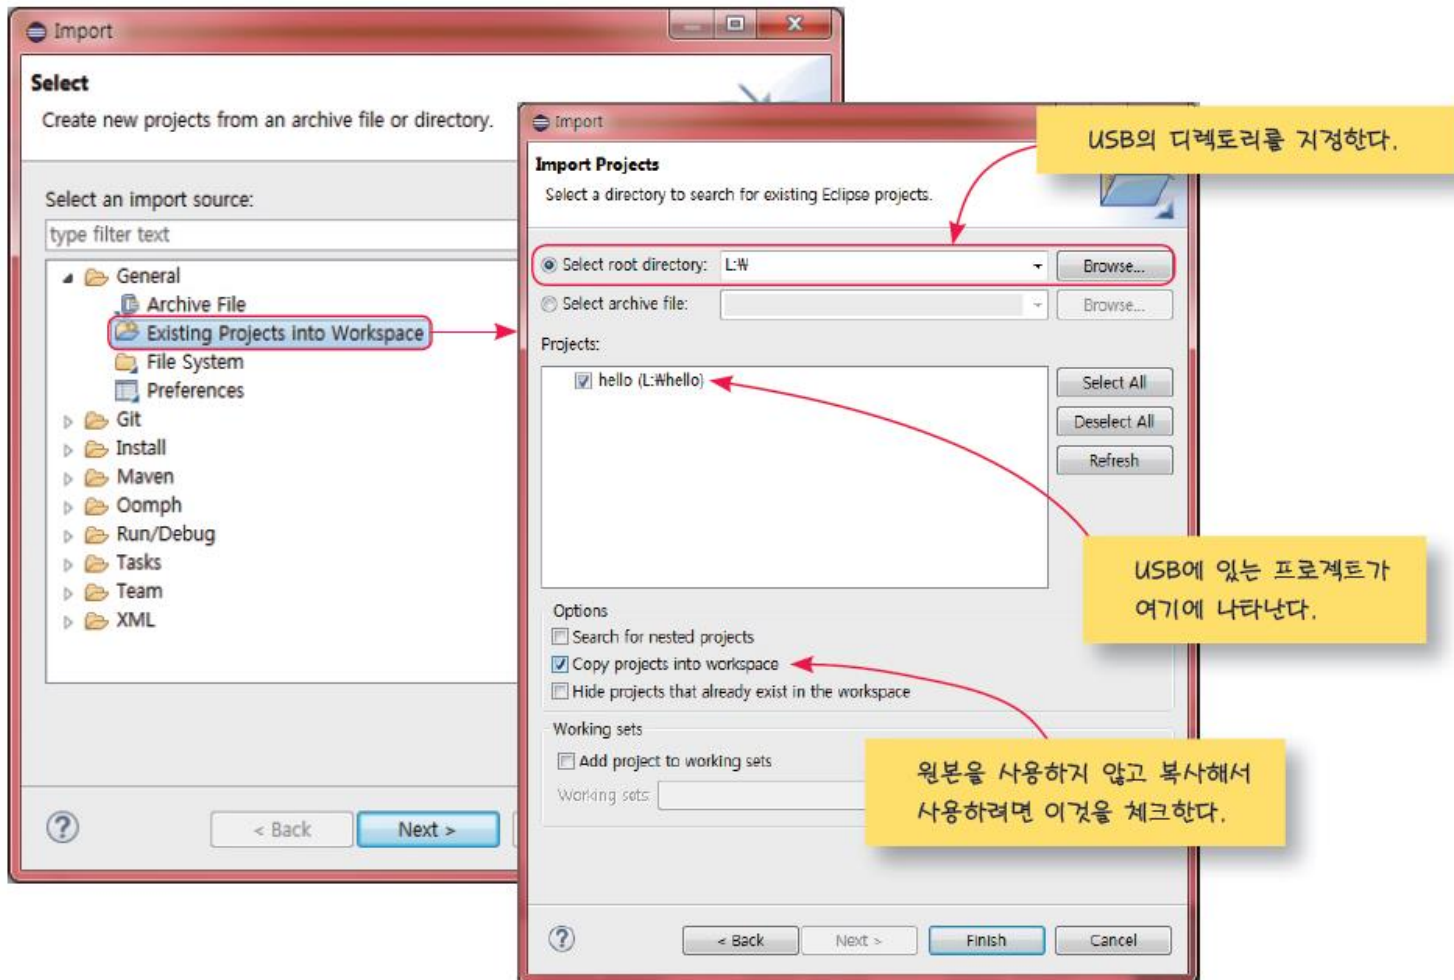 Import
Select
Create new projects from an archive file or directory.
Select an import source:
type filter text
General
Archive File
Existing Projects into Workspace
File System
Preferences
Git
Install
Maven
Oomph
Run/Debug
Tasks
Team
XML
< Back
Next >
Import
Import Projects
Select a directory to search for existing Eclipse projects.
USB의 디렉토리를 지정한다.
Select root directory:
L:₩
Browse...
Select archive file:
Browse...
Projects:
hello (L:₩hello)
Select All
Deselect All
Refresh
USB에 있는 프로젝트가
여기에 나타난다.
Options
Search for nested projects
Copy projects into workspace
Hide projects that already exist in the workspace
Working sets
Add project to working sets
Working sets:
원본을 사용하지 않고 복사해서
사용하려면 이것을 체크한다.
< Back
Next >
Finish
Cancel